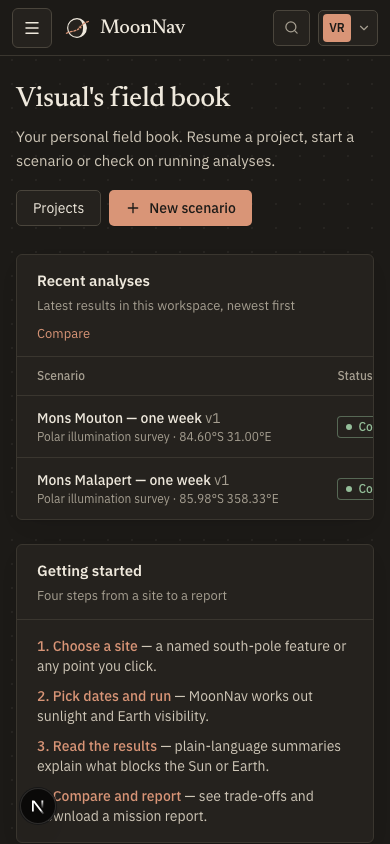 MoonNav
VR
Visual's field book
Your personal field book. Resume a project, start a
scenario or check on running analyses.
Projects
+ New scenario
Recent analyses
Latest results in this workspace, newest first
Compare
Scenario Status
Mons Mouton — one week v1
Polar illumination survey · 84.60°S 31.00°E
Co
Mons Malapert — one week v1
Polar illumination survey · 85.98°S 358.33°E
Co
Getting started
Four steps from a site to a report
1. Choose a site — a named south-pole feature or
any point you click.
2. Pick dates and run — MoonNav works out
sunlight and Earth visibility.
3. Read the results — plain-language summaries
explain what blocks the Sun or Earth.
Compare and report — see trade-offs and
wnload a mission report.
N